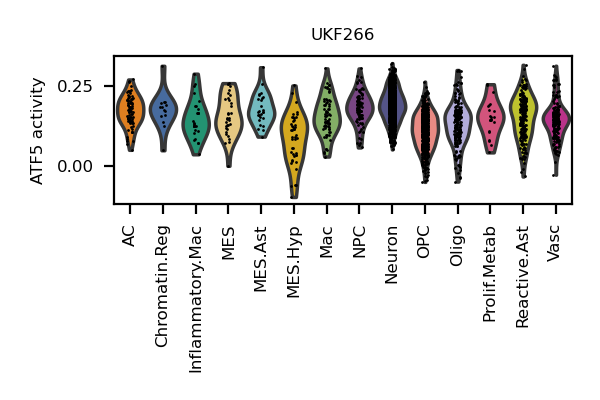 UKF266
ATF5 activity
0.25
0.00
AC
Chromatin.Reg
Inflammatory.Mac
MES
MES.Ast
MES.Hyp
Mac
NPC
Neuron
OPC
Oligo
Prolif.Metab
Reactive.Ast
Vasc